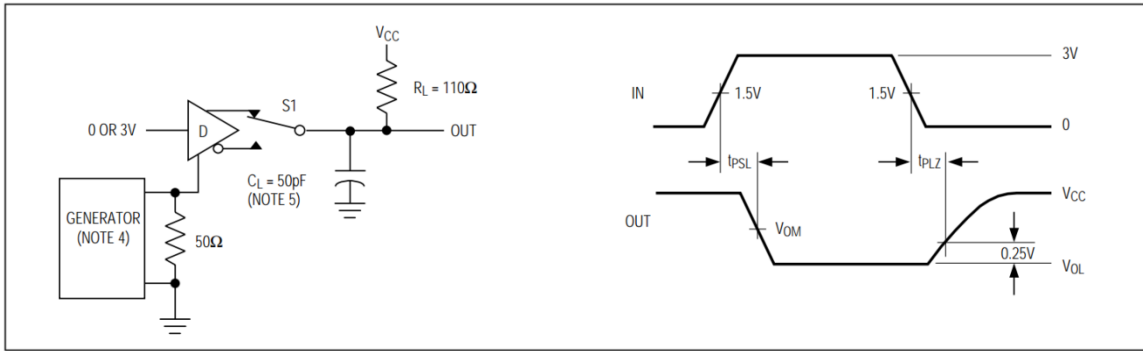 VCC
RL = 110Ω
S1
0 OR 3V
D
OUT
CL = 50pF
(NOTE 5)
GENERATOR
(NOTE 4)
50Ω
3V
IN
1.5V
1.5V
0
tPSL
tPLZ
VCC
OUT
VOM
0.25V
VOL